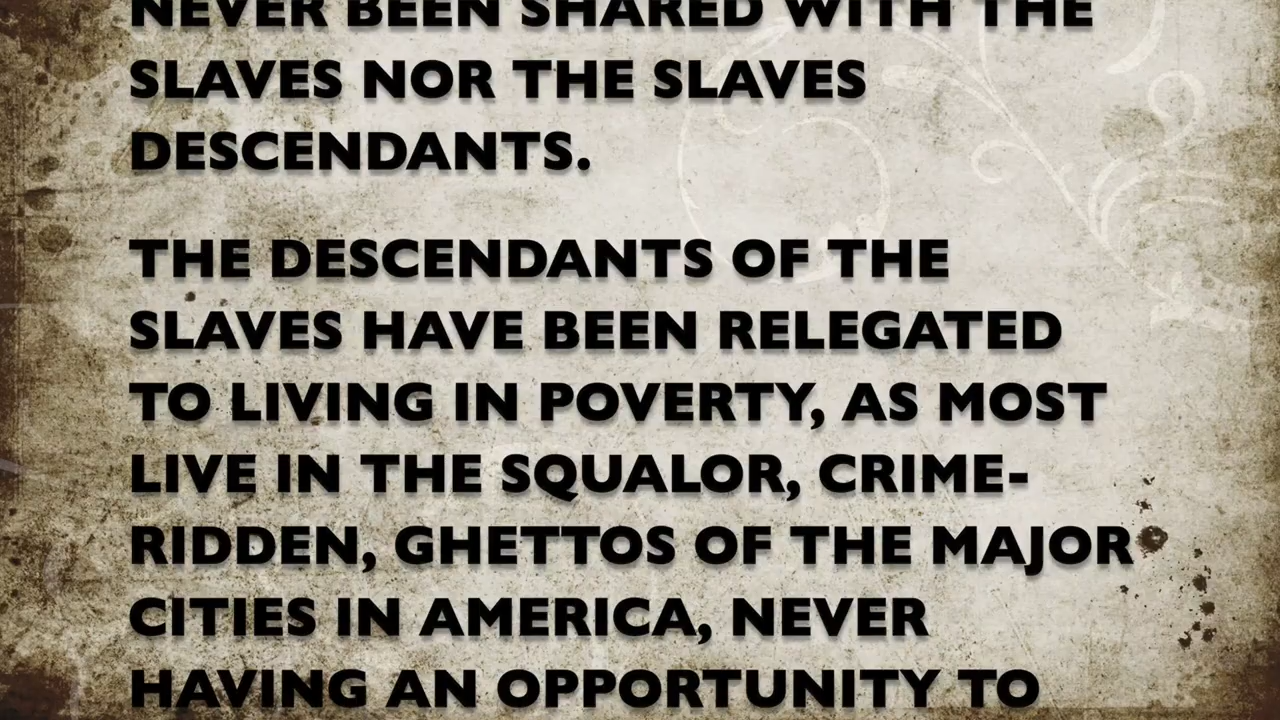 NEVER BEEN SHARED WITH THE
SLAVES NOR THE SLAVES
DESCENDANTS.
THE DESCENDANTS OF THE
SLAVES HAVE BEEN RELEGATED
TO LIVING IN POVERTY, AS MOST
LIVE IN THE SQUALOR, CRIME-
RIDDEN, GHETTOS OF THE MAJOR
CITIES IN AMERICA, NEVER
HAVING AN OPPORTUNITY TO